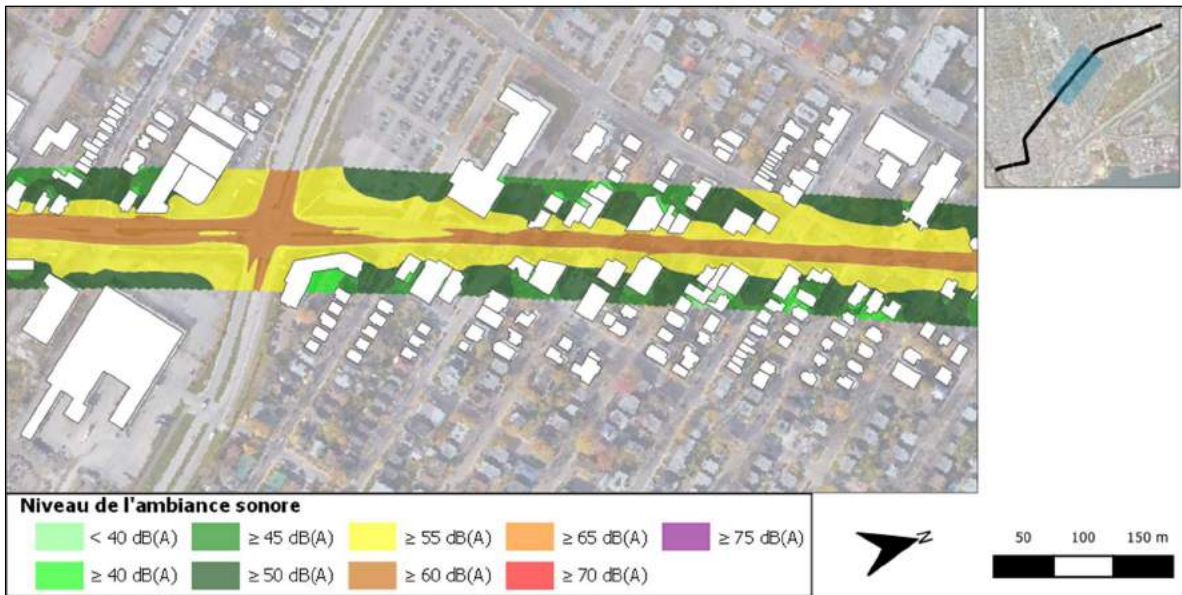 Niveau de l'ambiance sonore
< 40 dB(A) ≥ 45 dB(A) ≥ 55 dB(A) ≥ 65 dB(A) ≥ 75 dB(A)
≥ 40 dB(A) ≥ 50 dB(A) ≥ 60 dB(A) ≥ 70 dB(A)
N
50 100 150 m